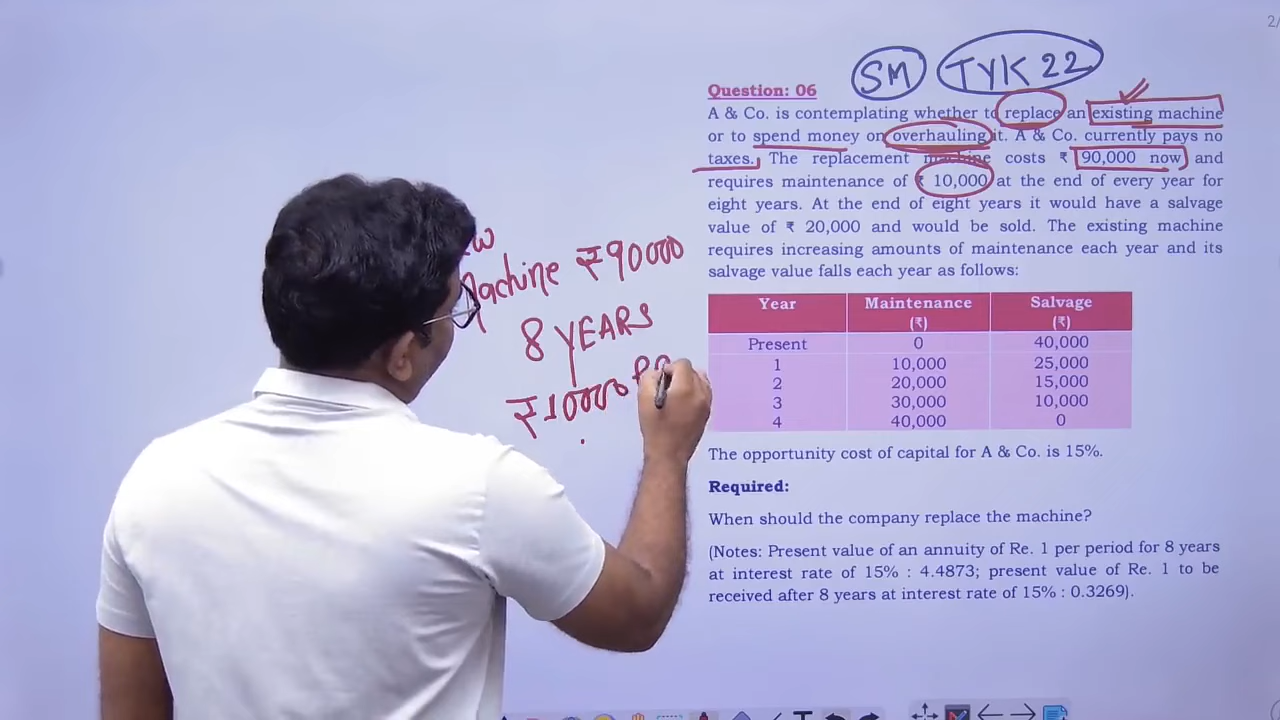 2/
SM TYK 22
Question: 06
A & Co. is contemplating whether to replace an existing machine
or to spend money on overhauling it. A & Co. currently pays no
taxes. The replacement machine costs ₹ 90,000 now and
requires maintenance of ₹ 10,000 at the end of every year for
eight years. At the end of eight years it would have a salvage
value of ₹ 20,000 and would be sold. The existing machine
requires increasing amounts of maintenance each year and its
salvage value falls each year as follows:
Year Maintenance (₹) Salvage (₹)
Present 0 40,000
1 10,000 25,000
2 20,000 15,000
3 30,000 10,000
4 40,000 0
The opportunity cost of capital for A & Co. is 15%.
Required:
When should the company replace the machine?
(Notes: Present value of an annuity of Re. 1 per period for 8 years
at interest rate of 15% : 4.4873; present value of Re. 1 to be
received after 8 years at interest rate of 15% : 0.3269).
Machine ₹90000
8 YEARS
₹10000